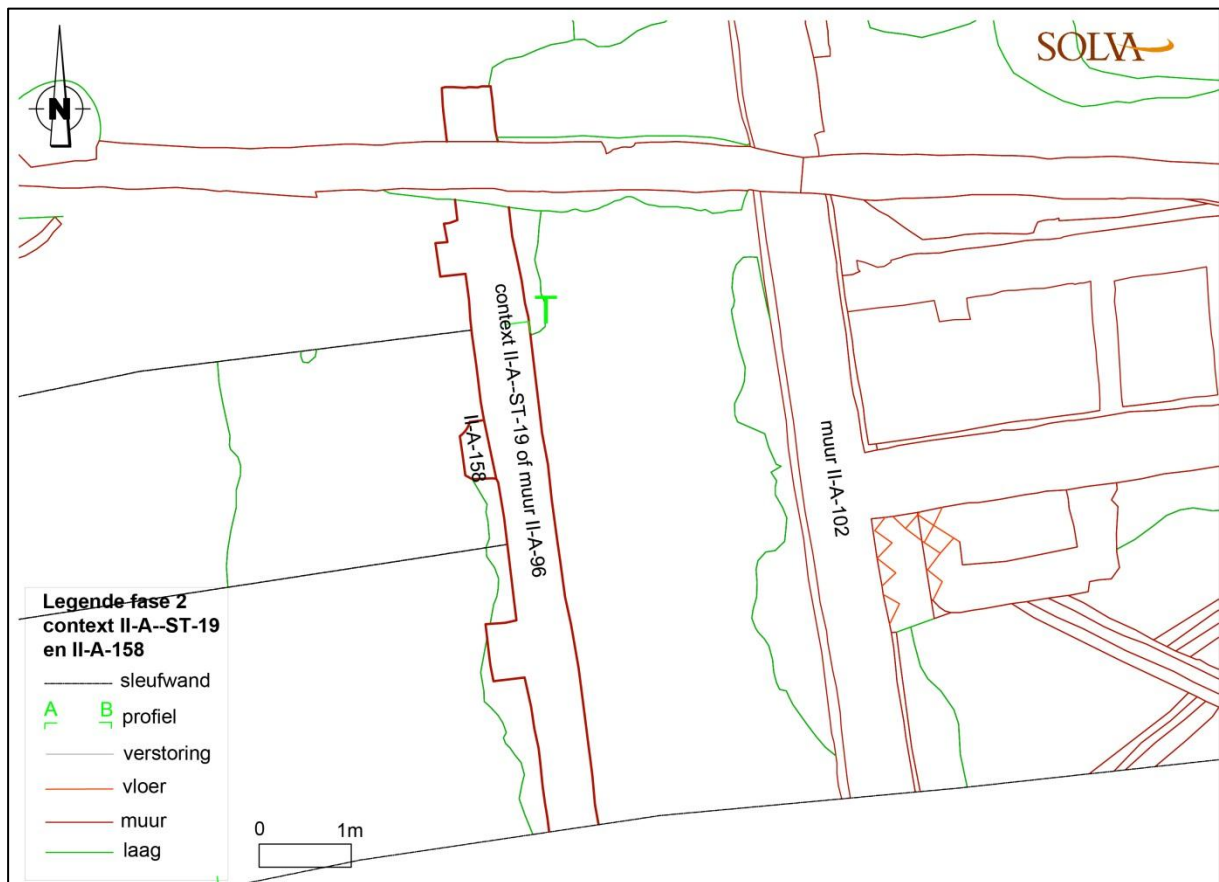 SOLVA
N
T
context II-A--ST-19 of muur II-A-96
II-A-158
muur II-A-102
Legende fase 2
context II-A--ST-19
en II-A-158
sleufwand
A B profiel
verstoring
vloer
muur
laag
0 1m